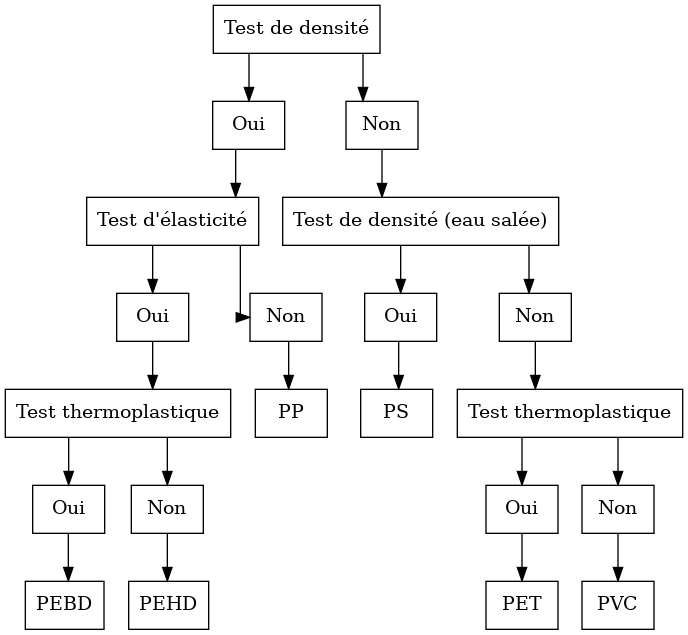 Test de densité
Oui
Non
Test d'élasticité
Test de densité (eau salée)
Oui
Non
Oui
Non
Test thermoplastique
PP
PS
Test thermoplastique
Oui
Non
Oui
Non
PEBD
PEHD
PET
PVC